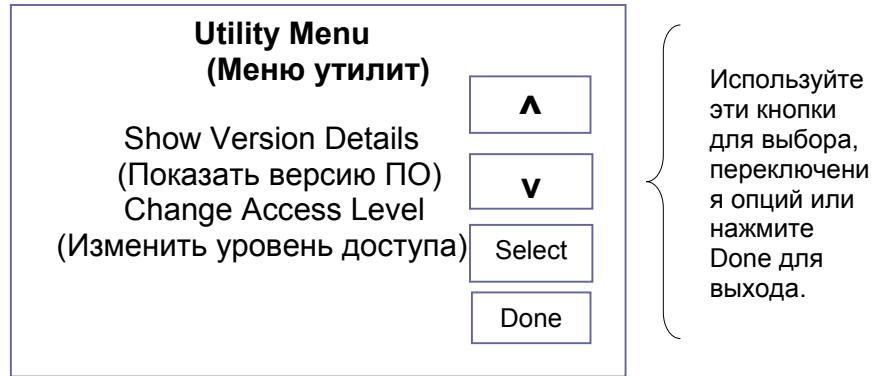 Utility Menu
(Меню утилит)
Show Version Details
(Показать версию ПО)
Change Access Level
(Изменить уровень доступа)
ʌ
v
Select
Done
Используйте
эти кнопки
для выбора,
переключени
я опций или
нажмите
Done для
выхода.